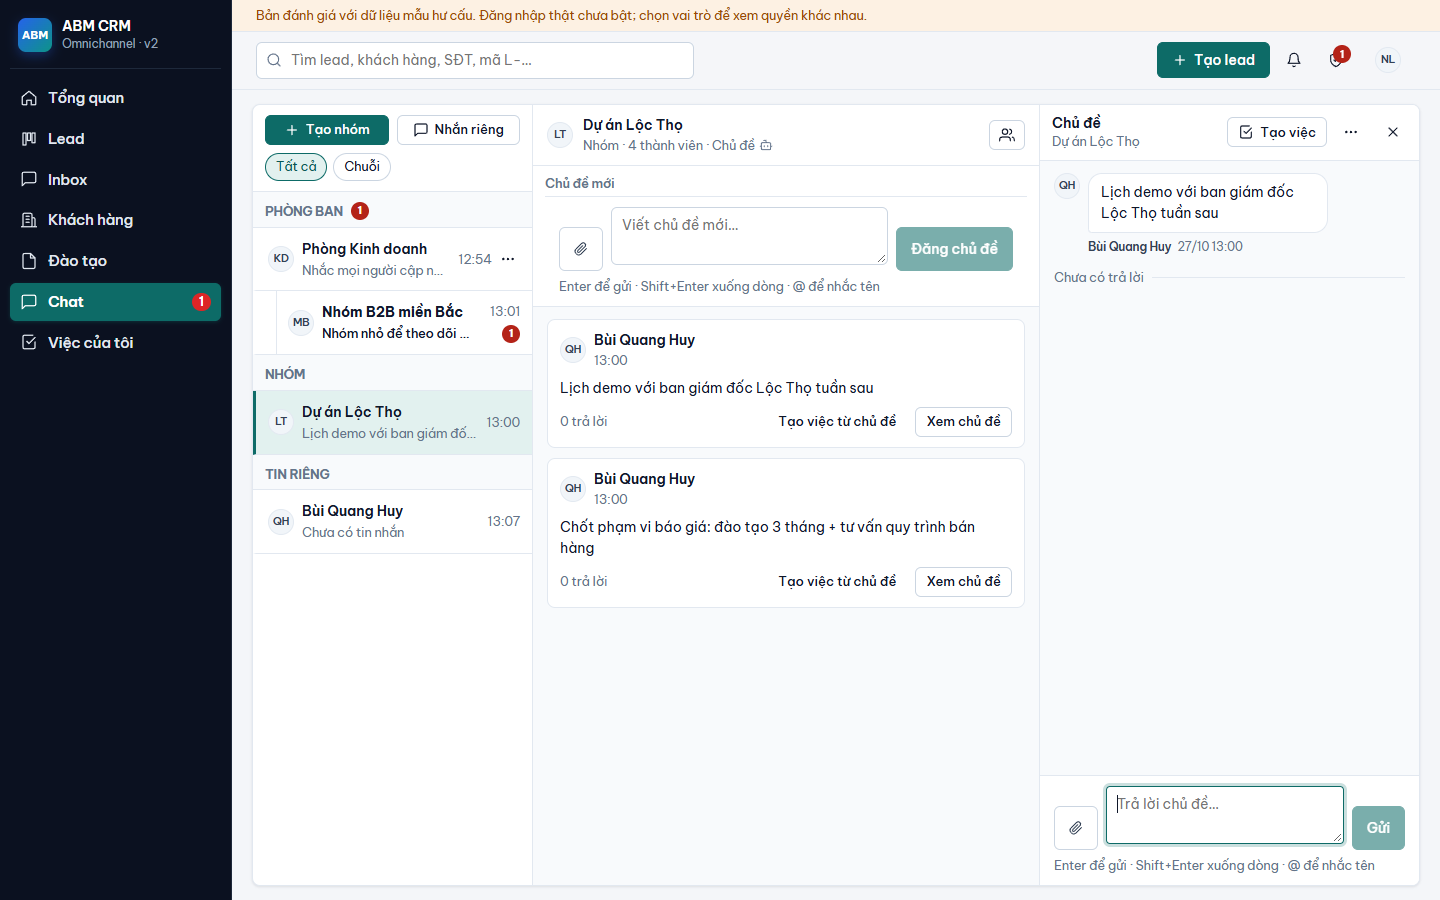 ABM
ABM CRM
Omnichannel · v2
Tổng quan
Lead
Inbox
Khách hàng
Đào tạo
Chat
1
Việc của tôi
Bản đánh giá với dữ liệu mẫu hư cấu. Đăng nhập thật chưa bật; chọn vai trò để xem quyền khác nhau.
Tìm lead, khách hàng, SĐT, mã L-...
Tạo lead
1
NL
Tạo nhóm
Nhắn riêng
Tất cả
Chuỗi
PHÒNG BAN 1
KD
Phòng Kinh doanh
Nhắc mọi người cập n...
12:54
MB
Nhóm B2B miền Bắc
13:01
Nhóm nhỏ để theo dõi ...
1
NHÓM
LT
Dự án Lộc Thọ
Lịch demo với ban giám đố...
13:00
TIN RIÊNG
QH
Bùi Quang Huy
Chưa có tin nhắn
13:07
LT
Dự án Lộc Thọ
Nhóm · 4 thành viên · Chủ đề
Chủ đề mới
Viết chủ đề mới...
Đăng chủ đề
Enter để gửi · Shift+Enter xuống dòng · @ để nhắc tên
QH
Bùi Quang Huy
13:00
Lịch demo với ban giám đốc Lộc Thọ tuần sau
0 trả lời
Tạo việc từ chủ đề
Xem chủ đề
QH
Bùi Quang Huy
13:00
Chốt phạm vi báo giá: đào tạo 3 tháng + tư vấn quy trình bán
hàng
0 trả lời
Tạo việc từ chủ đề
Xem chủ đề
Chủ đề
Dự án Lộc Thọ
Tạo việc
QH
Lịch demo với ban giám đốc
Lộc Thọ tuần sau
Bùi Quang Huy 27/10 13:00
Chưa có trả lời
Trả lời chủ đề...
Gửi
Enter để gửi · Shift+Enter xuống dòng · @ để nhắc tên